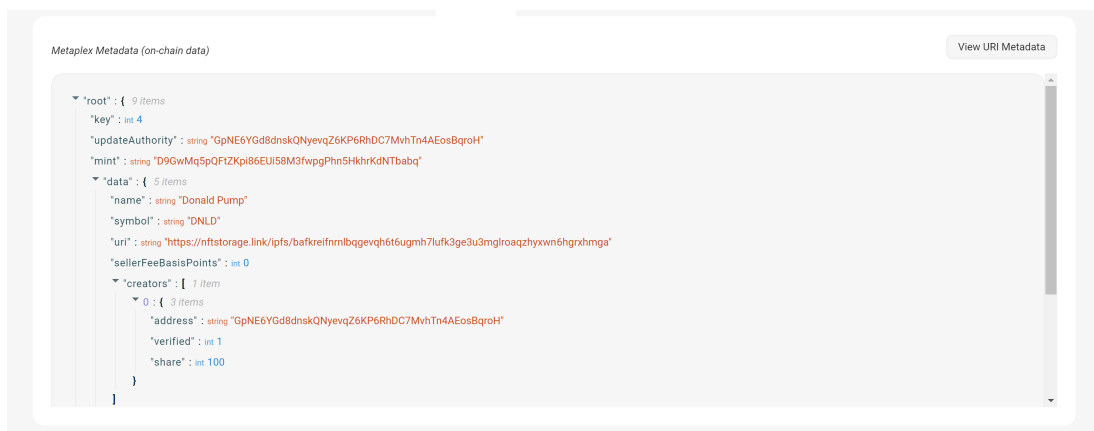 Metaplex Metadata (on-chain data)
View URI Metadata
"root" : { 9 items
"key" : int 4
"updateAuthority" : string "GpNE6YGd8dnskQNyevqZ6KP6RhDC7MvhTn4AEosBqroH"
"mint" : string "D9GwMq5pQFtZKpi86EUi58M3fwpgPhn5HkhrKdNTbabq"
"data" : { 5 items
"name" : string "Donald Pump"
"symbol" : string "DNLD"
"uri" : string "https://nftstorage.link/ipfs/bafkreifnrnlbqgevqh6t6ugmh7lufk3ge3u3mglroaqzhyxwn6hgrxhmga"
"sellerFeeBasisPoints" : int 0
"creators" : [ 1 item
0 : { 3 items
"address" : string "GpNE6YGd8dnskQNyevqZ6KP6RhDC7MvhTn4AEosBqroH"
"verified" : int 1
"share" : int 100
}
]